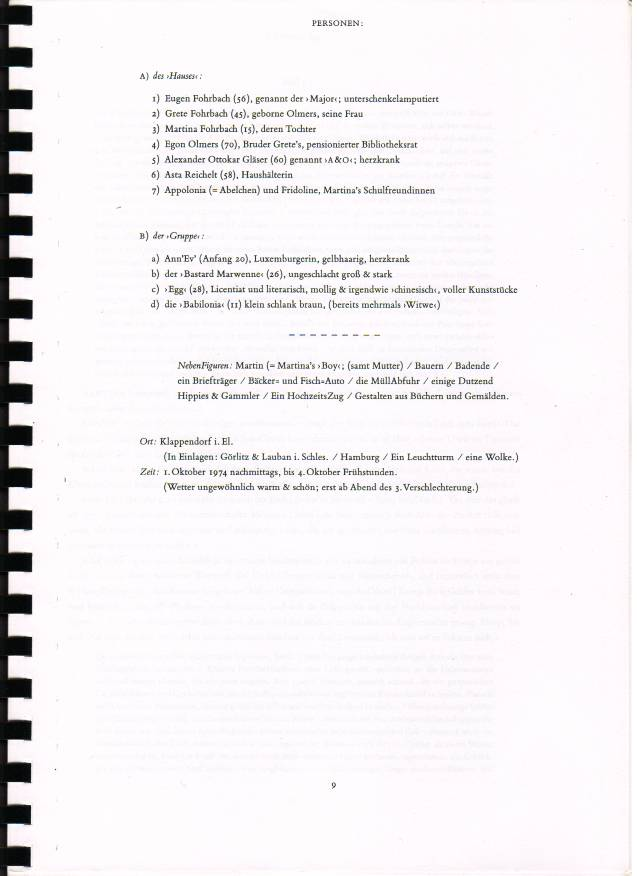 PERSONEN:
A) des ›Hauses‹:
1) Eugen Fohrbach (56), genannt der ›Major‹; unterschenkelamputiert
2) Grete Fohrbach (45), geborne Olmers, seine Frau
3) Martina Fohrbach (15), deren Tochter
4) Egon Olmers (70), Bruder Grete's, pensionierter Bibliotheksrat
5) Alexander Ottokar Gläser (60) genannt ›A&O‹; herzkrank
6) Asta Reichelt (58), Haushälterin
7) Appolonia (= Abelchen) und Fridoline, Martina's Schulfreundinnen
B) der ›Gruppe‹:
a) Ann'Ev' (Anfang 20), Luxemburgerin, gelbhaarig, herzkrank
b) der ›Bastard Marwenne‹ (26), ungeschlacht groß & stark
c) ›Egg‹ (28), Licentiat und literarisch, mollig & irgendwie ›chinesisch‹, voller Kunststücke
d) die ›Babilonia‹ (11) klein schlank braun, (bereits mehrmals ›Witwe‹)
NebenFiguren: Martin (= Martina's ›Boy‹; (samt Mutter) / Bauern / Badende /
ein Briefträger / Bäcker= und Fisch=Auto / die MüllAbfuhr / einige Dutzend
Hippies & Gammler / Ein HochzeitsZug / Gestalten aus Büchern und Gemälden.
Ort: Klappendorf i. El.
(In Einlagen: Görlitz & Lauban i. Schles. / Hamburg / Ein Leuchtturm / eine Wolke.)
Zeit: 1. Oktober 1974 nachmittags, bis 4. Oktober Frühstunden.
(Wetter ungewöhnlich warm & schön; erst ab Abend des 3. Verschlechterung.)
9